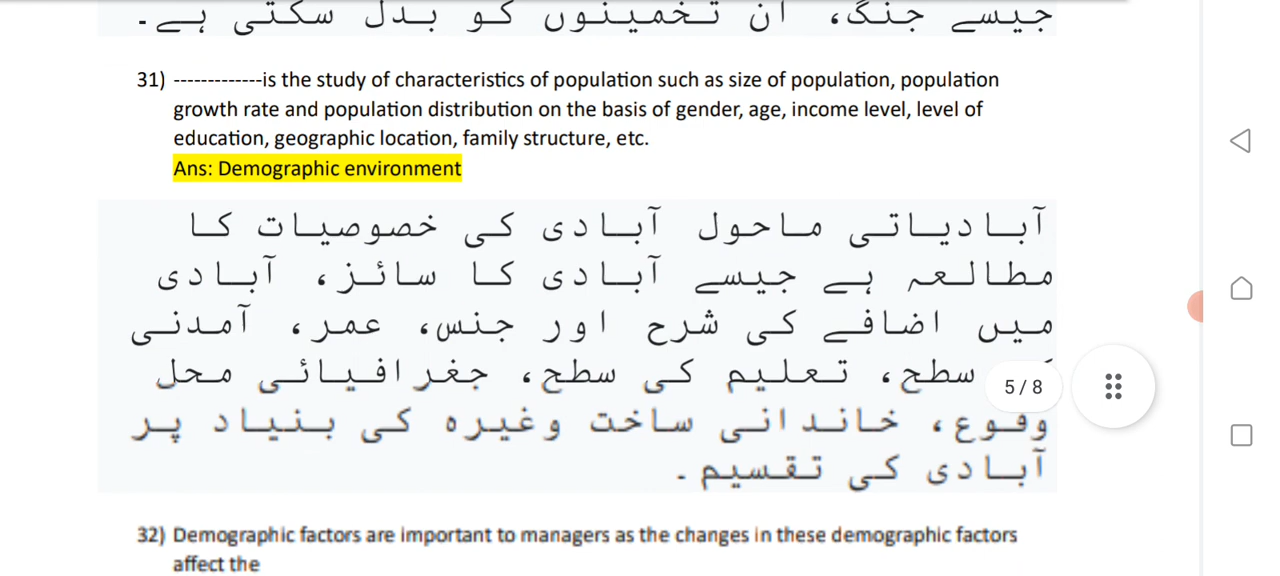 جیسے جنگ، ان تخمینوں کو بدل سکتی ہے۔
31) -------------is the study of characteristics of population such as size of population, population
growth rate and population distribution on the basis of gender, age, income level, level of
education, geographic location, family structure, etc.
Ans: Demographic environment
آبادیاتی ماحول آبادی کی خصوصیات کا
مطالعہ ہے جیسے آبادی کا سائز، آبادی
میں اضافے کی شرح اور جنس، عمر، آمدنی
سطح، تعلیم کی سطح، جغرافیائی محل
وقوع، خاندانی ساخت وغیرہ کی بنیاد پر
آبادی کی تقسیم۔
5 / 8
32) Demographic factors are important to managers as the changes in these demographic factors
affect the